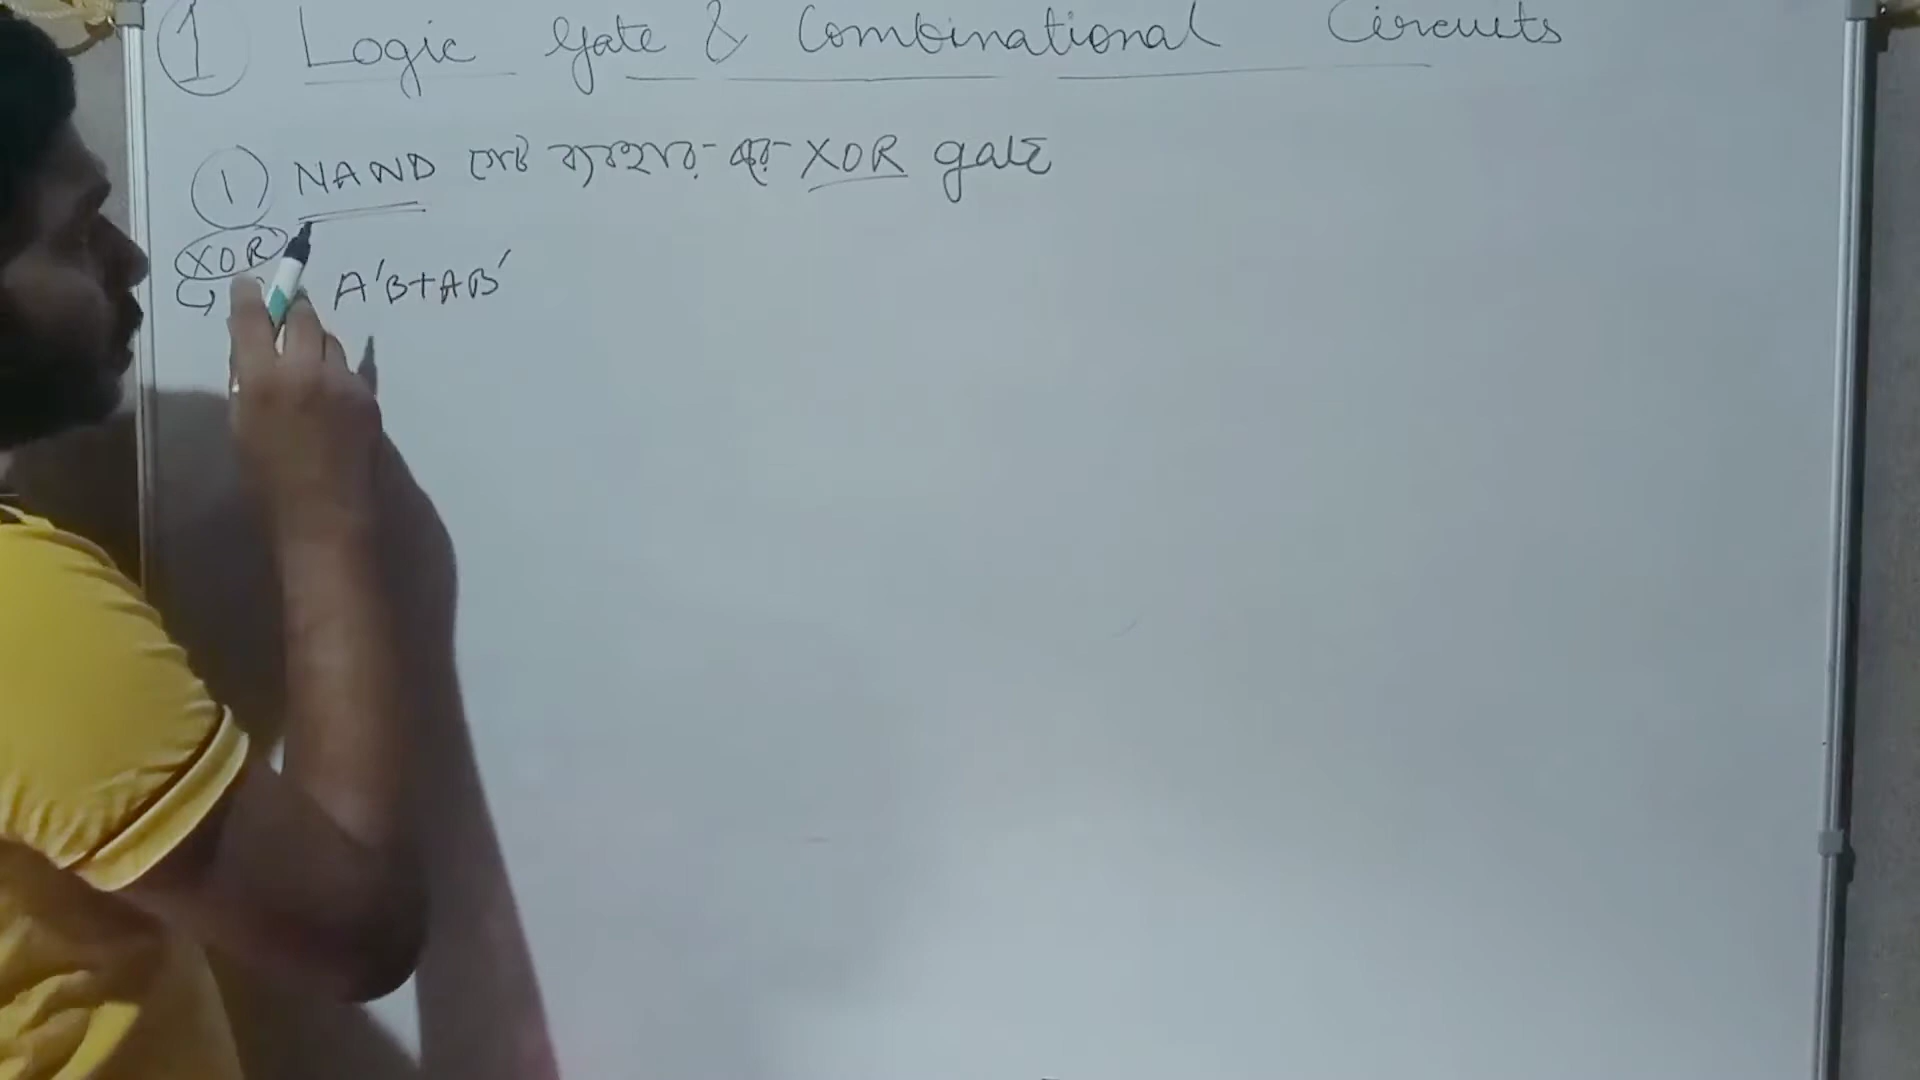 1 Logic gate & Combinational Circuits
1 NAND গেট ব্যবহার করে XOR gate
XOR
A'B+AB'